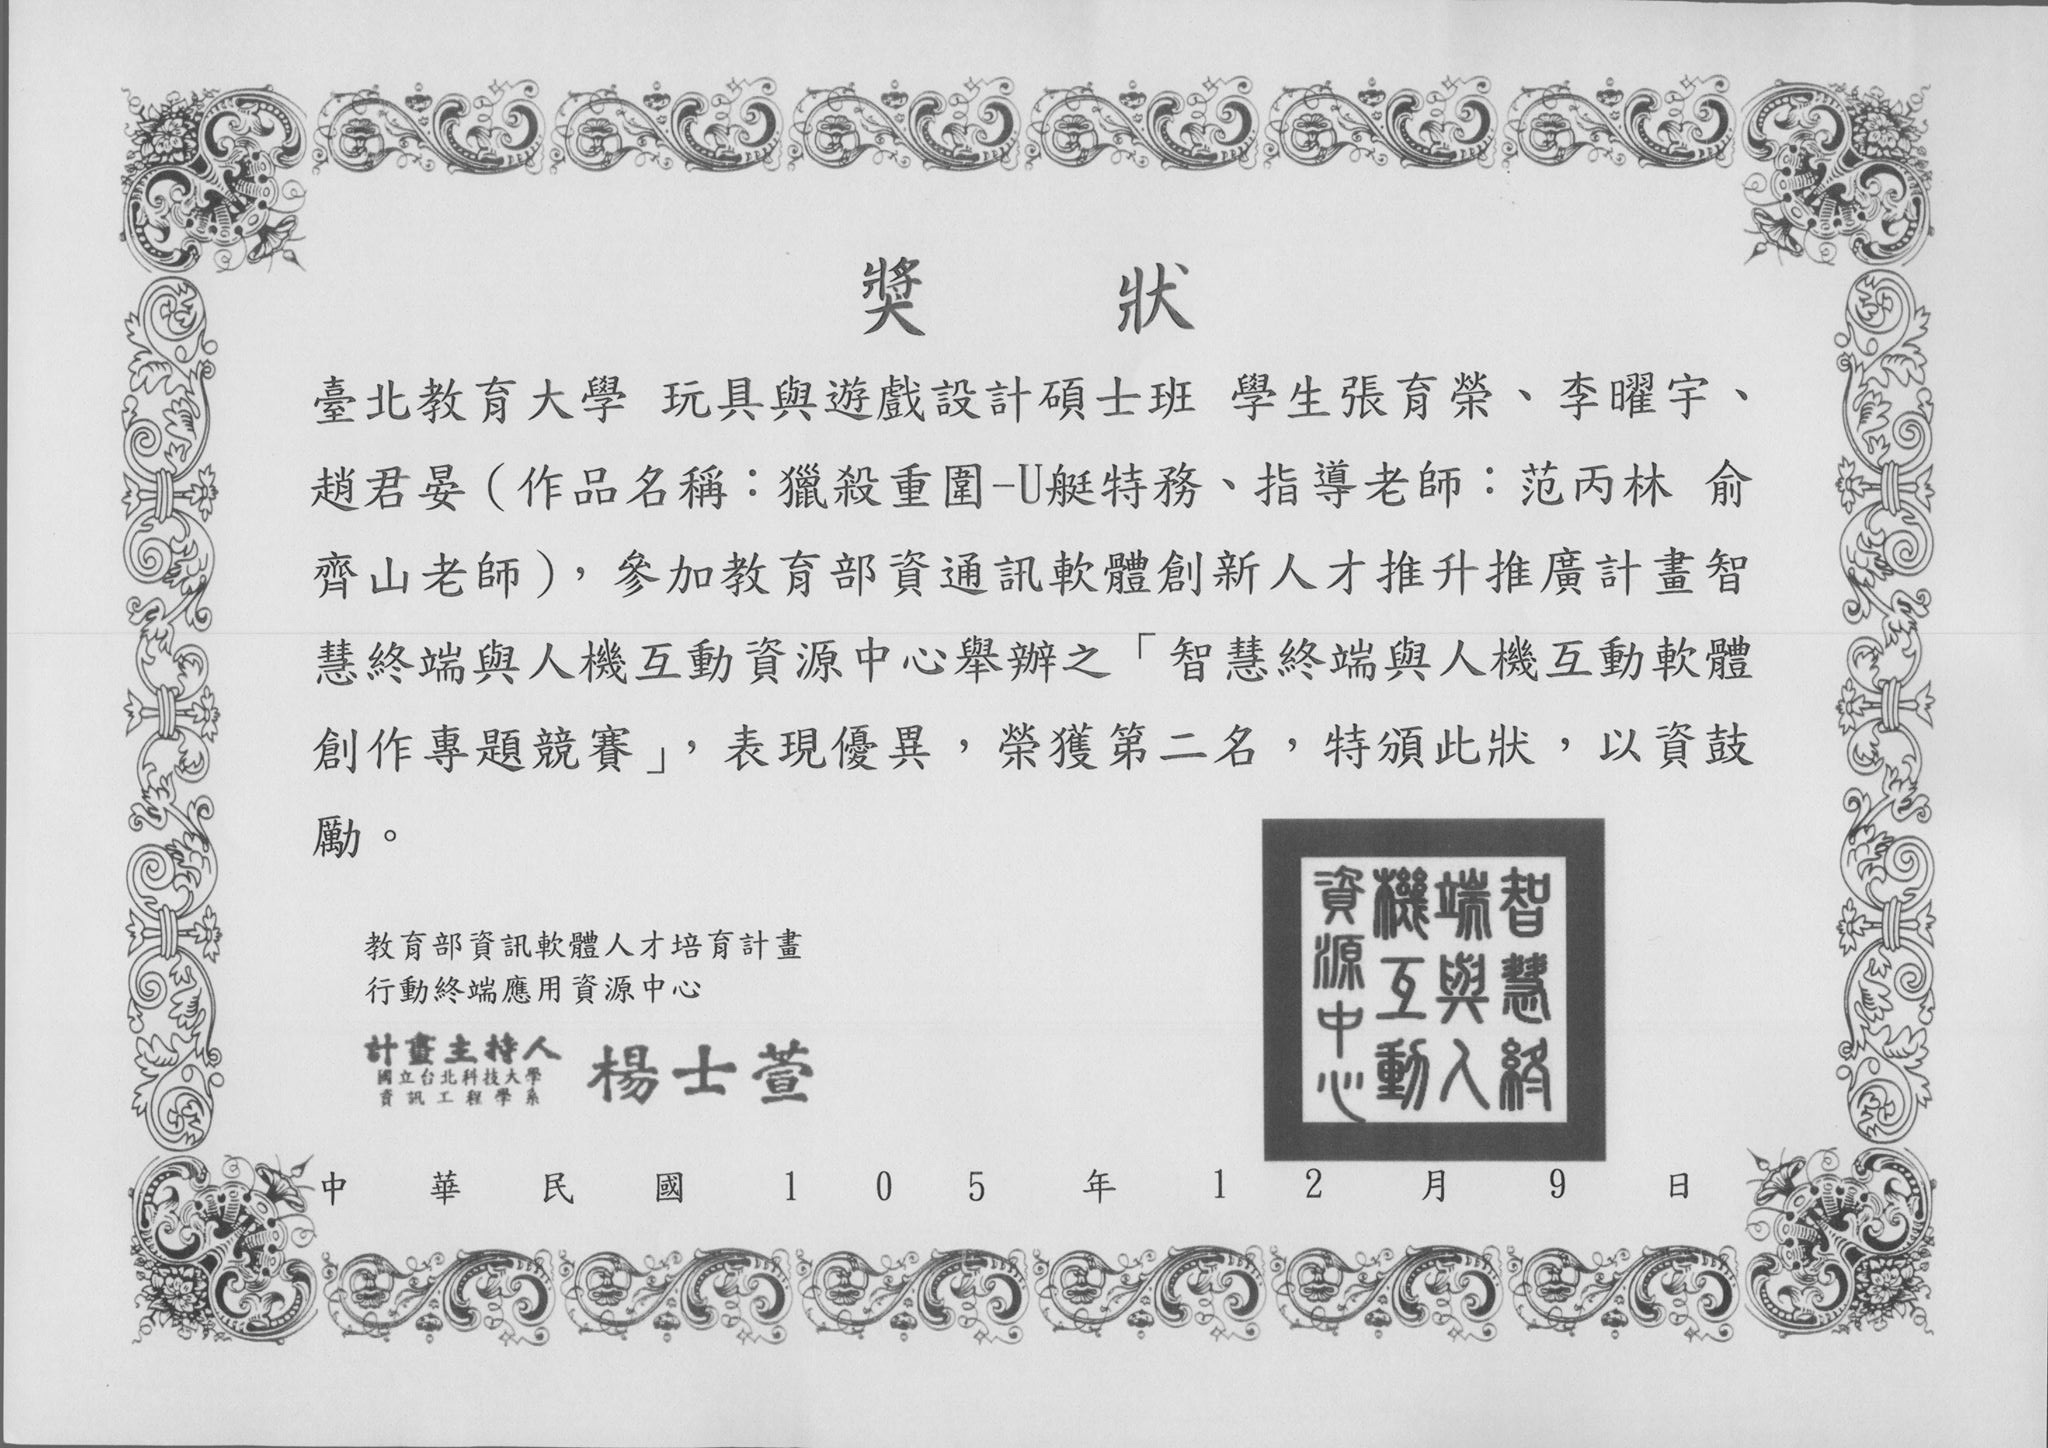 獎 狀
臺北教育大學 玩具與遊戲設計碩士班 學生張育榮、李曜宇、
趙君晏(作品名稱：獵殺重圍-U艇特務、指導老師：范丙林 俞
齊山老師)，參加教育部資通訊軟體創新人才推升推廣計畫智
慧終端與人機互動資源中心舉辦之「智慧終端與人機互動軟體
創作專題競賽」，表現優異，榮獲第二名，特頒此狀，以資鼓
勵。
教育部資訊軟體人才培育計畫
行動終端應用資源中心
計畫主持人
國立台北科技大學
資訊工程學系
楊士萱
智慧終
端與人
機互動
資源中心
中華民國105年12月9日